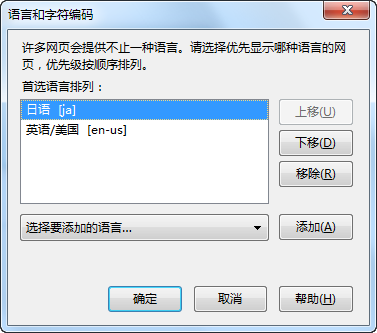 语言和字符编码
许多网页会提供不止一种语言。请选择优先显示哪种语言的网
页，优先级按顺序排列。
首选语言排列：
日语 [ja]
英语/美国 [en-us]
上移(U)
下移(D)
移除(R)
选择要添加的语言...
添加(A)
确定
取消
帮助(H)